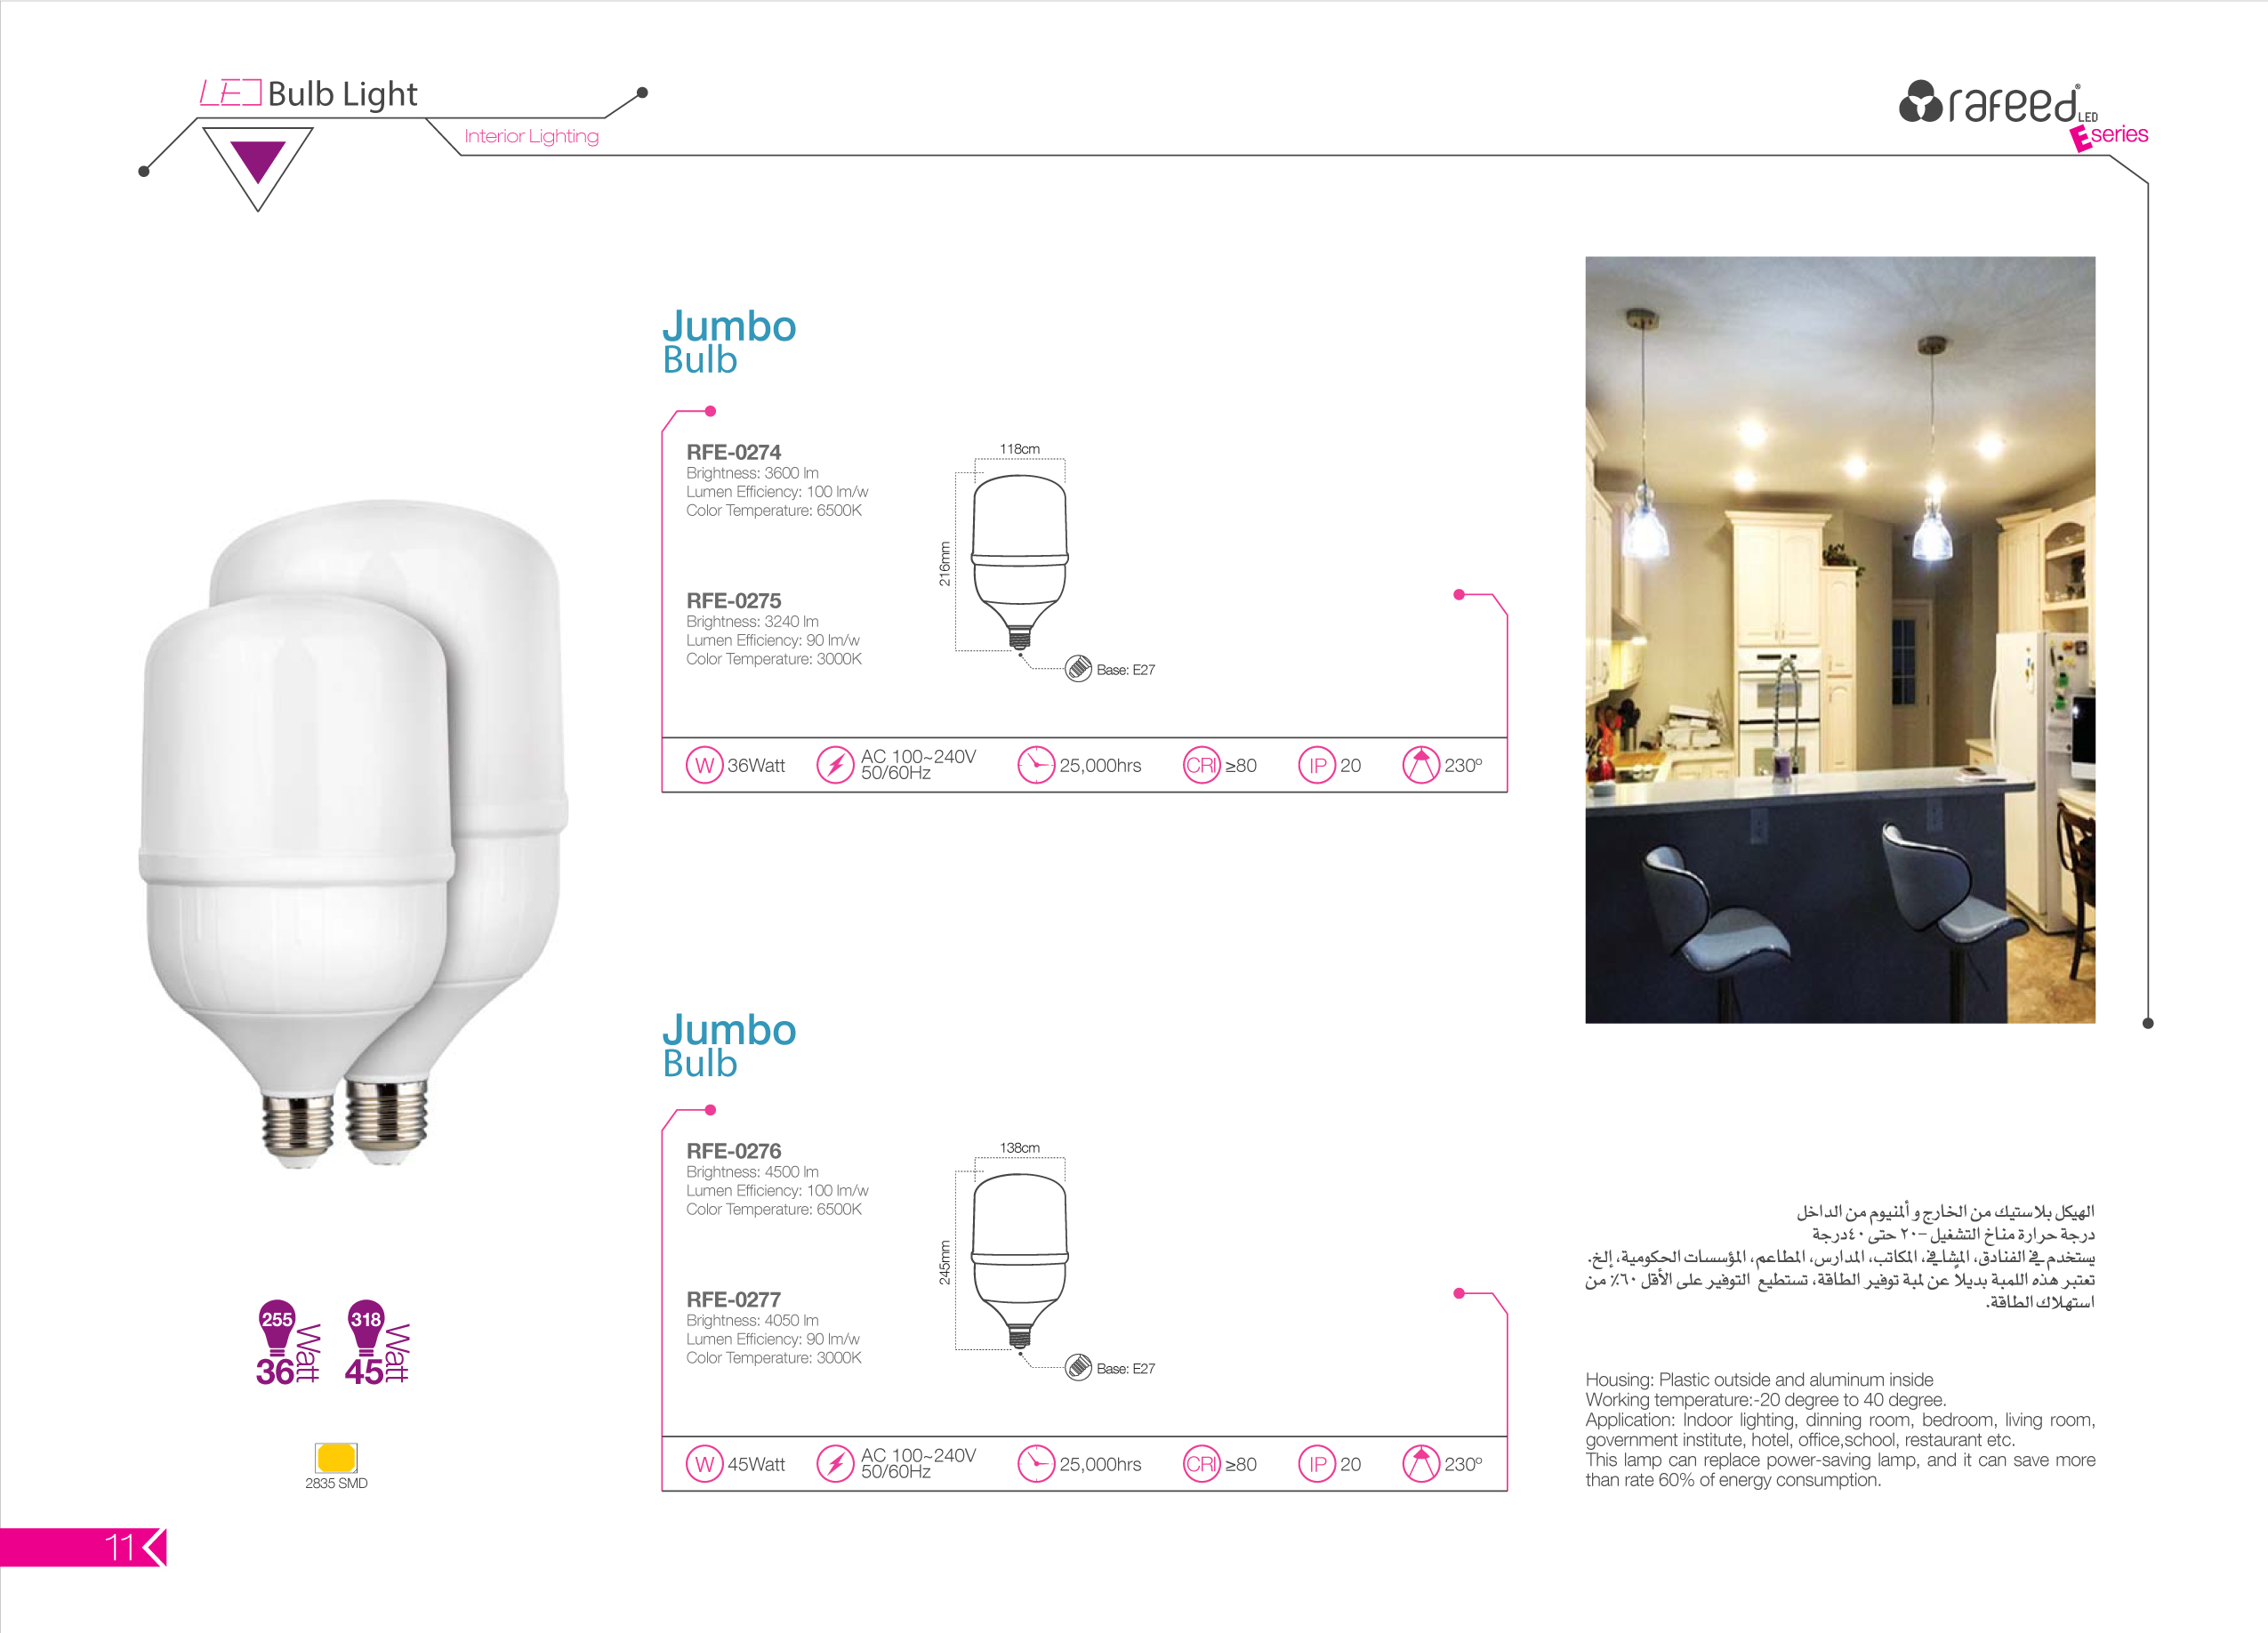 LED Bulb Light
Interior Lighting
rafeed®
LED
E series
Jumbo
Bulb
RFE-0274
Brightness: 3600 lm
Lumen Efficiency: 100 lm/w
Color Temperature: 6500K
RFE-0275
Brightness: 3240 lm
Lumen Efficiency: 90 lm/w
Color Temperature: 3000K
118cm
216mm
Base: E27
W 36Watt
AC 100~240V
50/60Hz
25,000hrs
CRI ≥80
IP 20
230º
Jumbo
Bulb
RFE-0276
Brightness: 4500 lm
Lumen Efficiency: 100 lm/w
Color Temperature: 6500K
RFE-0277
Brightness: 4050 lm
Lumen Efficiency: 90 lm/w
Color Temperature: 3000K
138cm
245mm
Base: E27
W 45Watt
AC 100~240V
50/60Hz
25,000hrs
CRI ≥80
IP 20
230º
255
36 Watt
318
45 Watt
2835 SMD
الهيكل بلاستيك من الخارج و ألمنيوم من الداخل
درجة حرارة مناخ التشغيل -٢٠ حتى ٤٠درجة
يستخدم في الفنادق، المشافي، المكاتب، المدارس، المطاعم، المؤسسات الحكومية، إلخ.
تعتبر هذه اللمبة بديلاً عن لمبة توفير الطاقة، تستطيع التوفير على الأقل ٦٠٪ من
استهلاك الطاقة.
Housing: Plastic outside and aluminum inside
Working temperature:-20 degree to 40 degree.
Application: Indoor lighting, dinning room, bedroom, living room,
government institute, hotel, office,school, restaurant etc.
This lamp can replace power-saving lamp, and it can save more
than rate 60% of energy consumption.
11